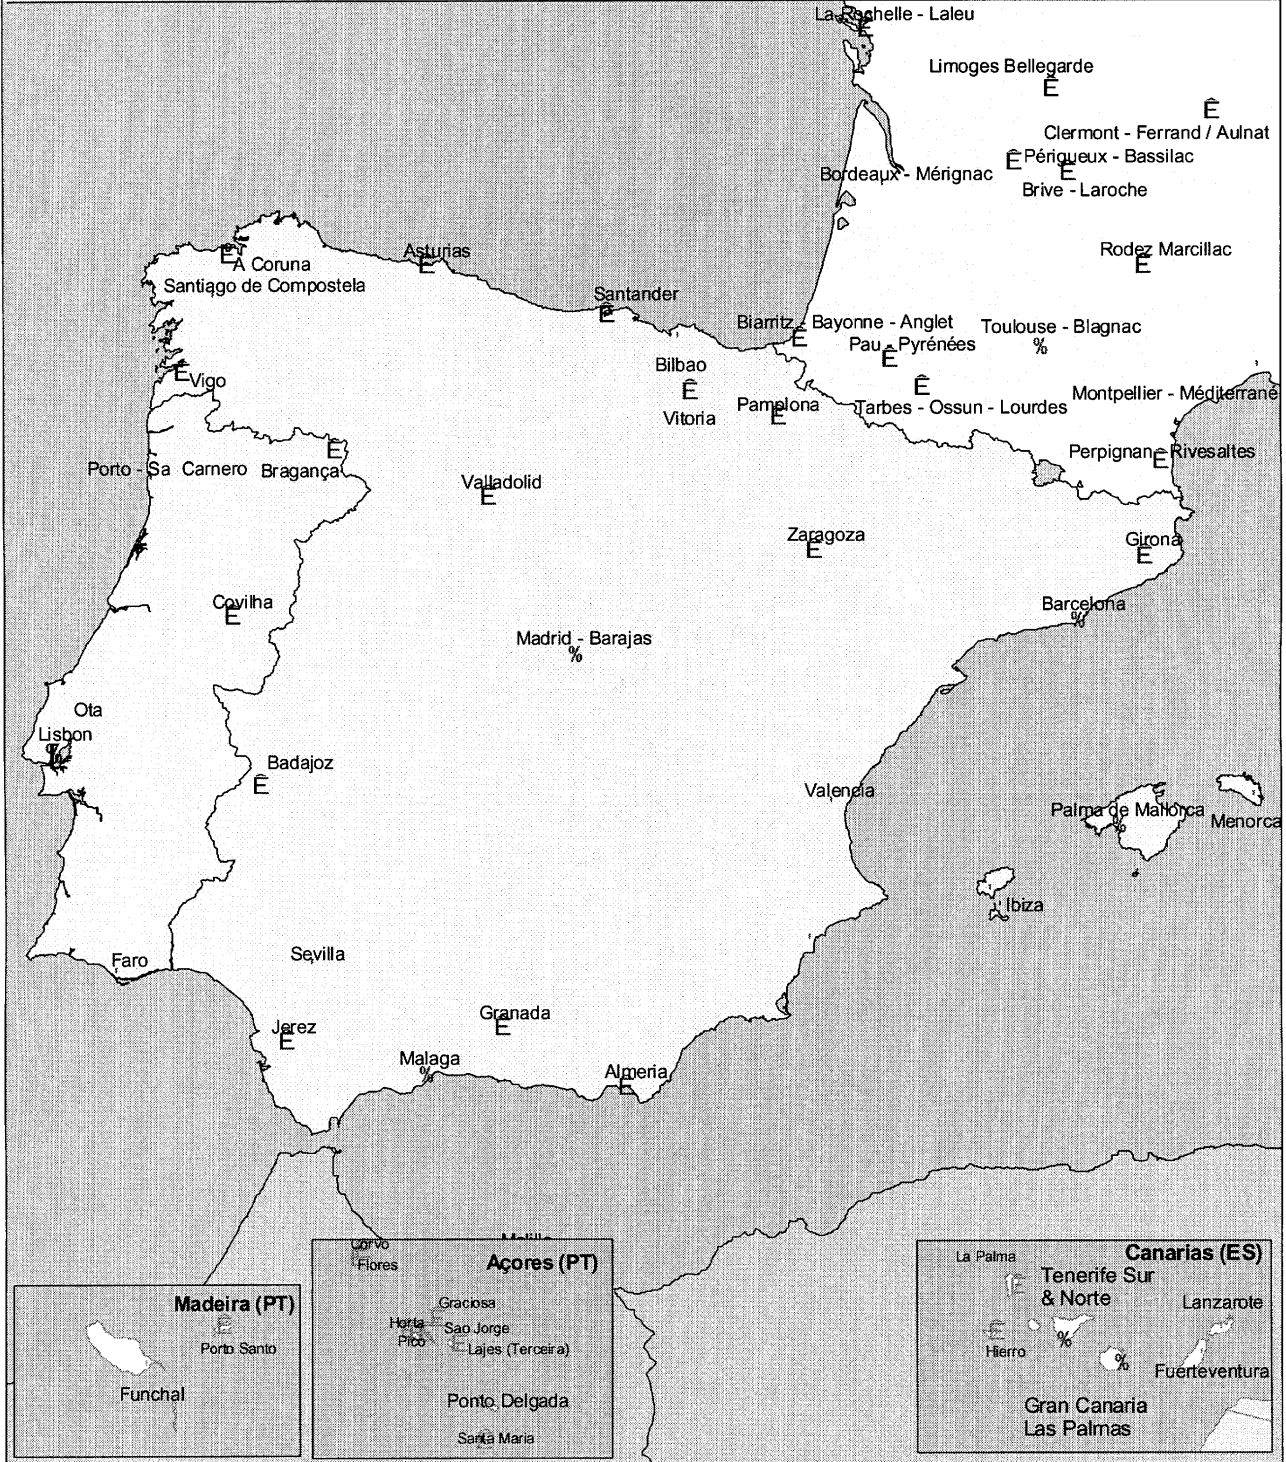 La Rochelle - Laleu
Limoges Bellegarde
Clermont - Ferrand / Aulnat
Périgueux - Bassilac
Bordeaux - Mérignac
Brive - Laroche
Rodez Marcillac
Asturias
A Coruna
Santiago de Compostela
Santander
Biarritz - Bayonne - Anglet
Toulouse - Blagnac
Pau - Pyrénées
Bilbao
Vigo
Montpellier - Méditerrané
Pamplona
Tarbes - Ossun - Lourdes
Vitoria
Perpignan - Rivesaltes
Porto - Sa Carnero
Bragança
Valladolid
Zaragoza
Girona
Covilha
Barcelona
Madrid - Barajas
Ota
Lisbon
Badajoz
Valencia
Palma de Mallorca
Menorca
Ibiza
Sevilla
Faro
Granada
Jerez
Malaga
Almeria
Melilla
Madeira (PT)
Porto Santo
Funchal
Corvo
Açores (PT)
Flores
Graciosa
Horta
Sao Jorge
Pico
Lajes (Terceira)
Ponto Delgada
Santa Maria
Canarias (ES)
La Palma
Tenerife Sur
& Norte
Lanzarote
Hierro
Fuerteventura
Gran Canaria
Las Palmas